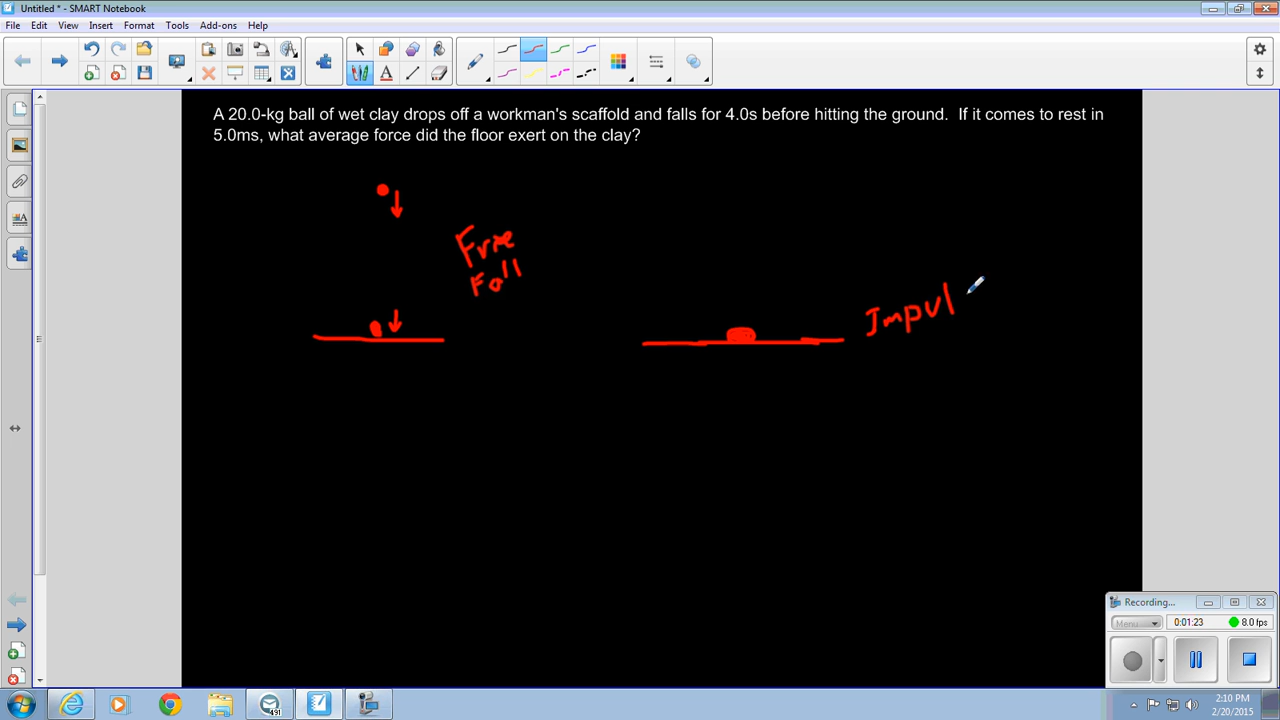 Untitled * - SMART Notebook
File Edit View Insert Format Tools Add-ons Help
A 20.0-kg ball of wet clay drops off a workman's scaffold and falls for 4.0s before hitting the ground. If it comes to rest in
5.0ms, what average force did the floor exert on the clay?
Free
Fall
Impul
Recording...
Menu 0:01:23 8.0 fps
491
2:10 PM
2/20/2015